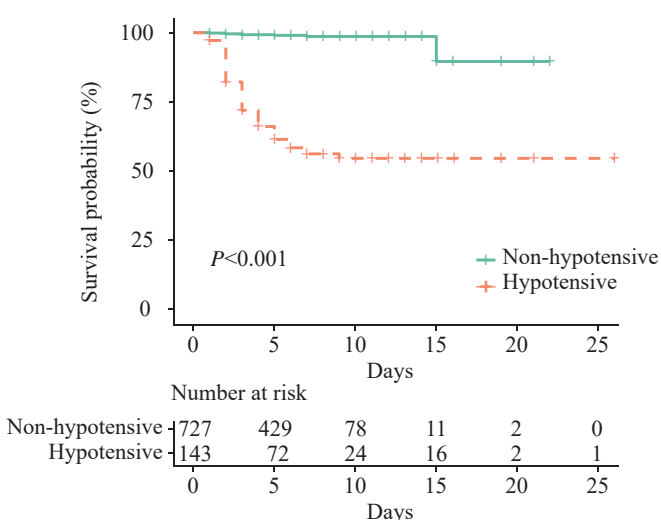 Survival probability (%)
100
75
50
25
0
P<0.001
Non-hypotensive
Hypotensive
0 5 10 15 20 25
Days
Number at risk
Non-hypotensive 727 429 78 11 2 0
Hypotensive 143 72 24 16 2 1
0 5 10 15 20 25
Days